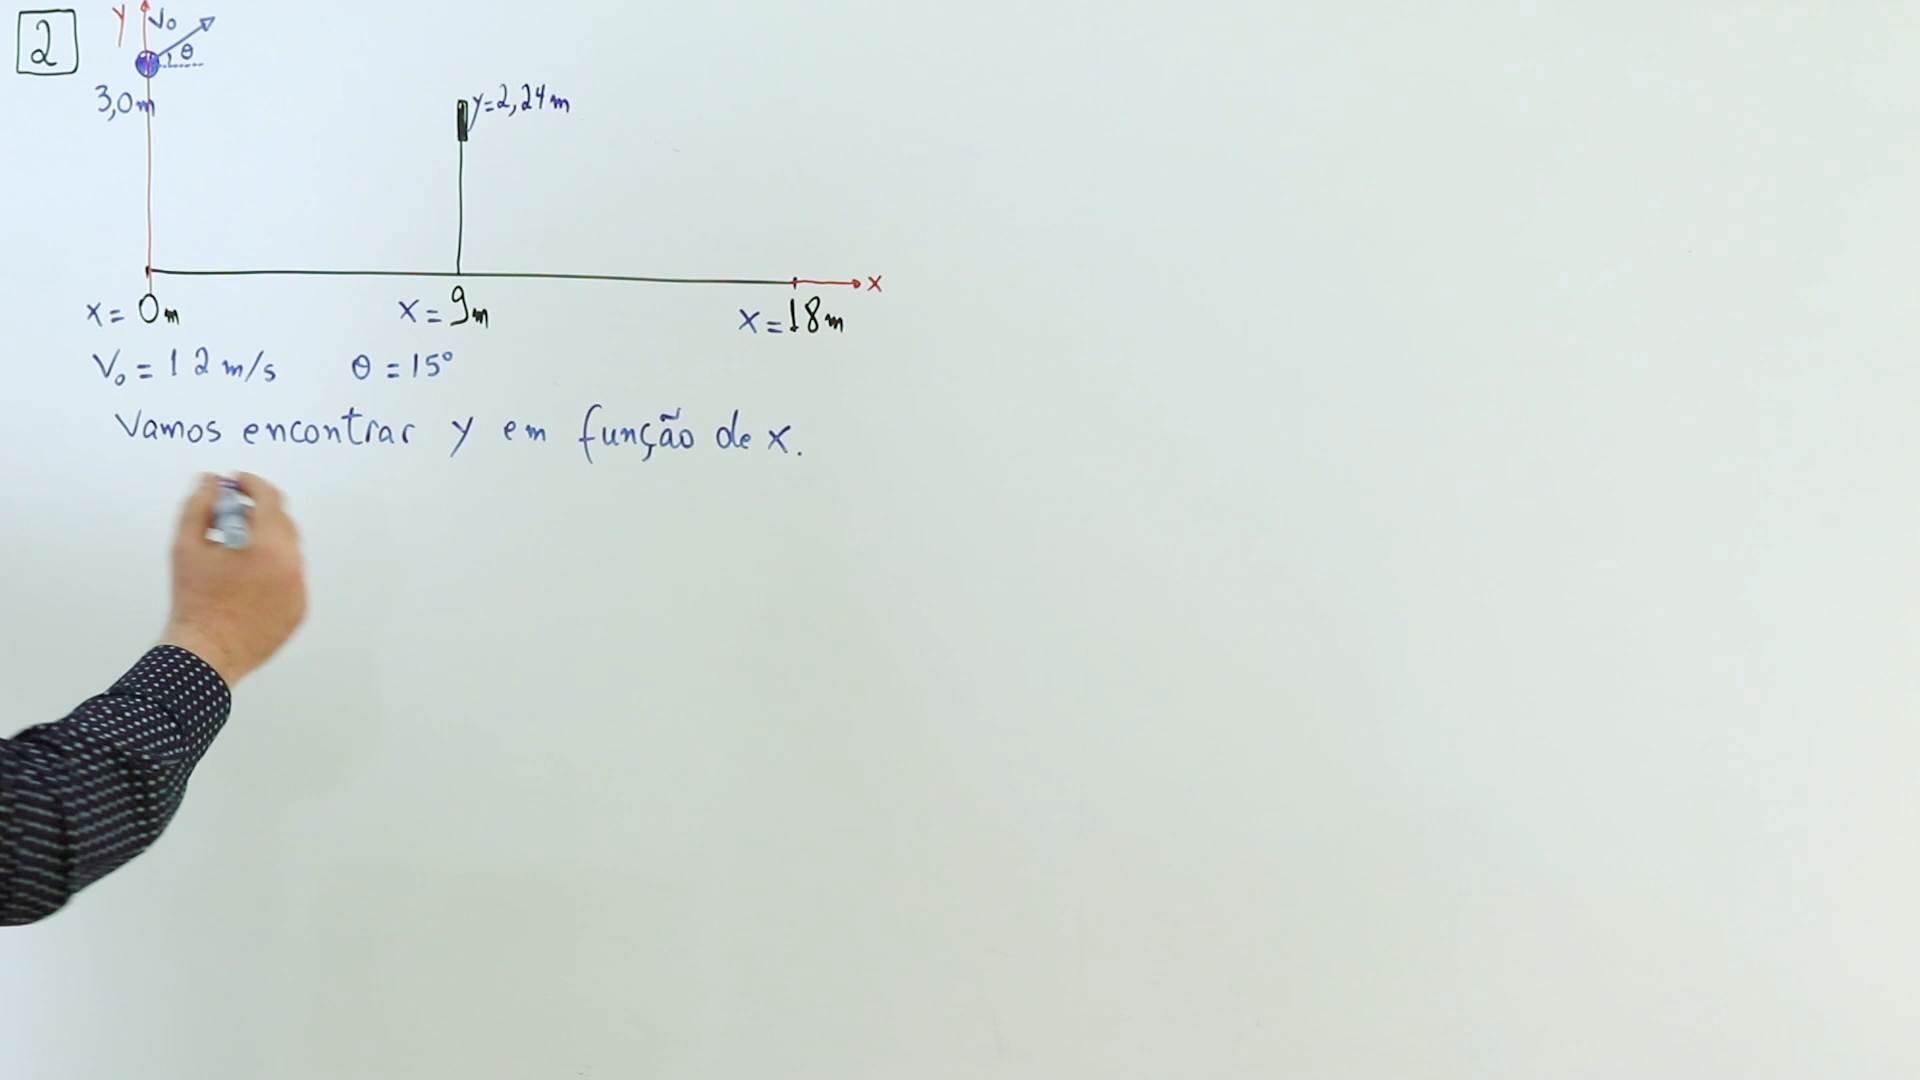 2
y V₀
θ
3,0m
y=2,24m
x
x = 0m x = 9m x = 18m
V₀ = 12 m/s θ = 15°
Vamos encontrar y em função de x.